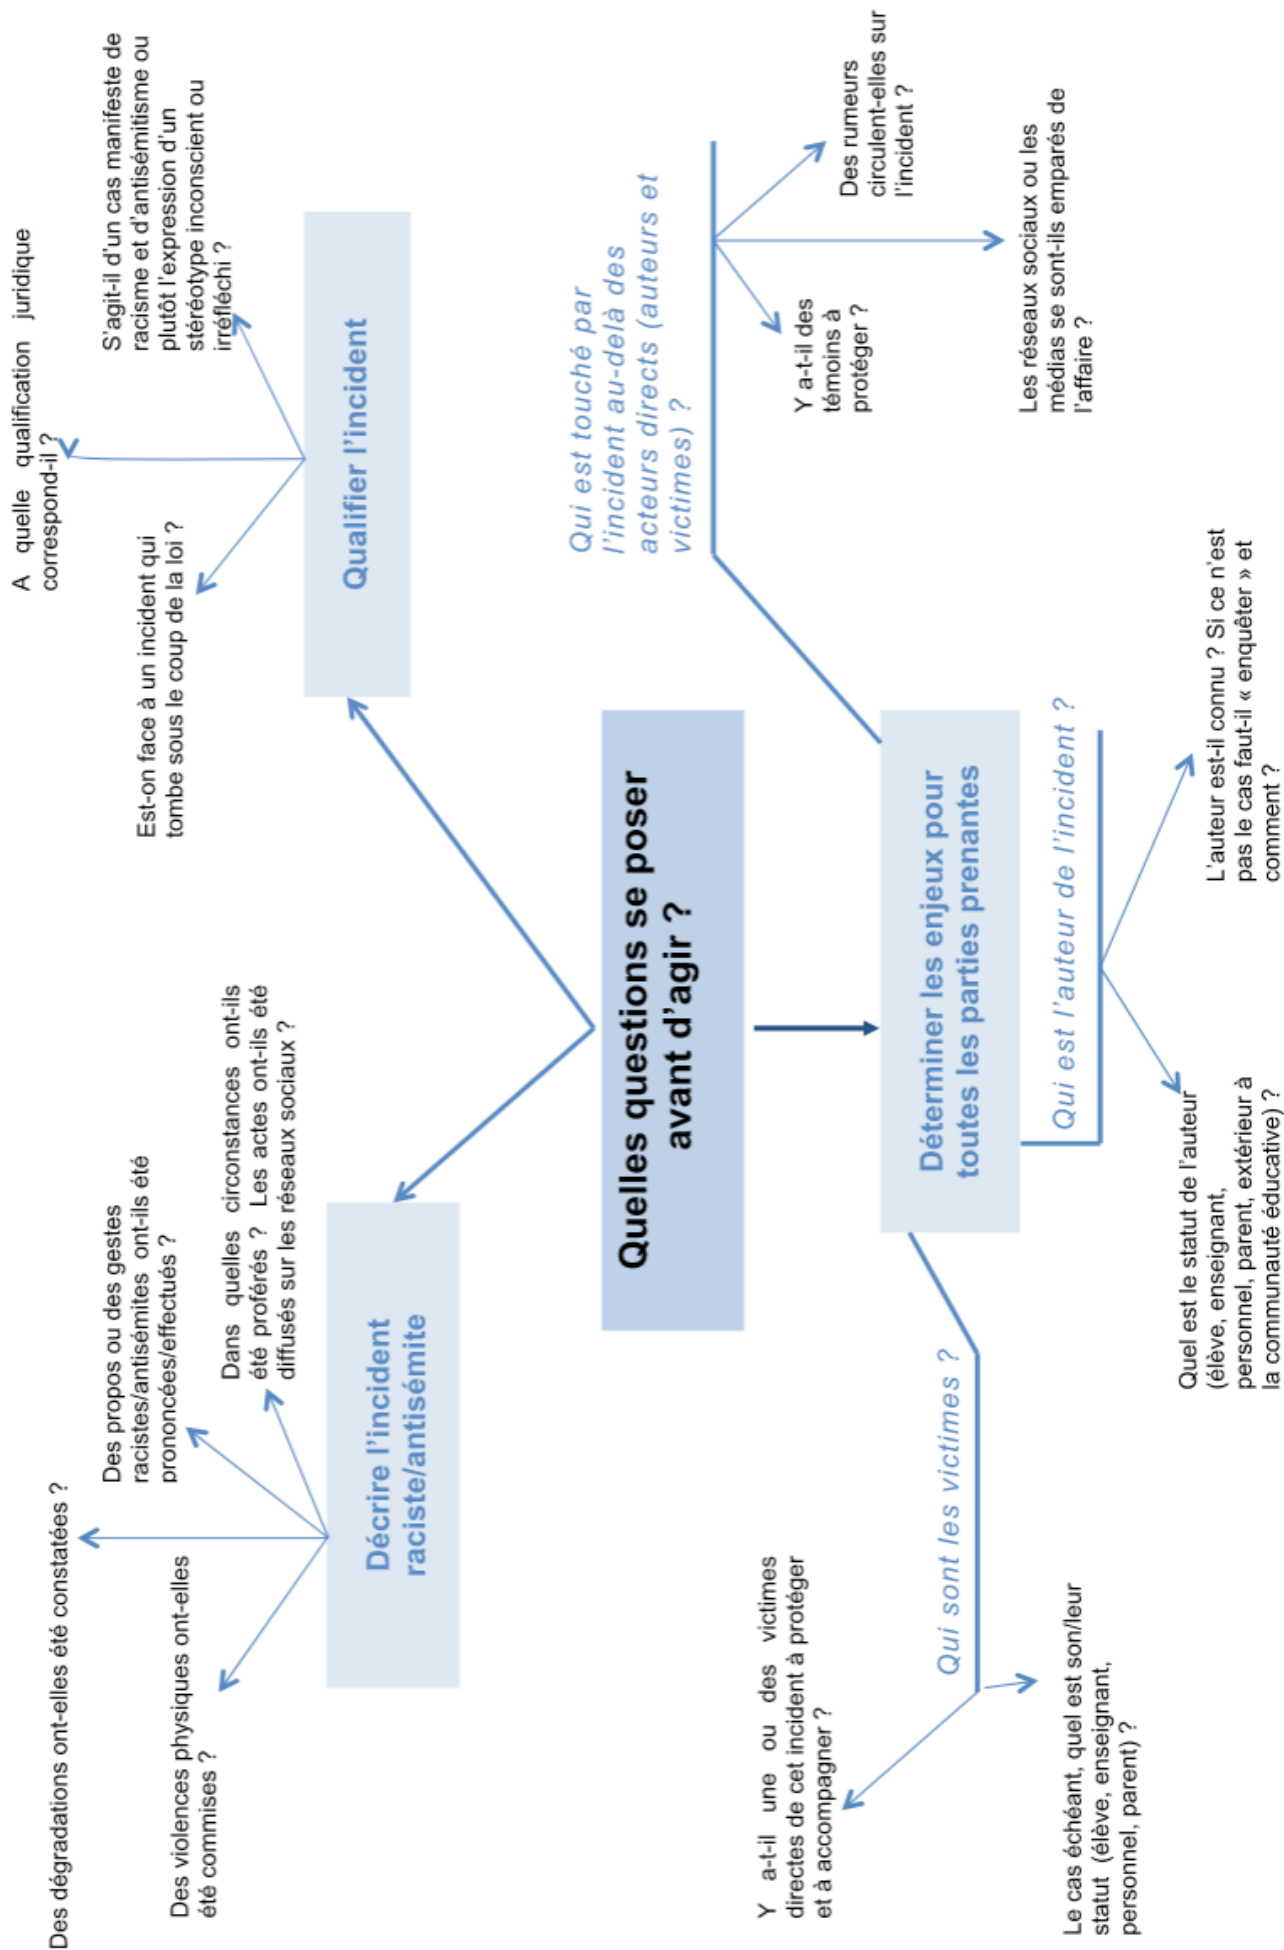 Des dégradations ont-elles été constatées ?
Des propos ou des gestes
racistes/antisémites ont-ils été
prononcées/effectués ?
Des violences physiques ont-elles
été commises ?
Dans quelles circonstances ont-ils
été proférés ? Les actes ont-ils été
diffusés sur les réseaux sociaux ?
Décrire l'incident
raciste/antisémite
A quelle qualification juridique
correspond-il ?
Est-on face à un incident qui
tombe sous le coup de la loi ?
S'agit-il d'un cas manifeste de
racisme et d'antisémitisme ou
plutôt l'expression d'un
stéréotype inconscient ou
irréfléchi ?
Qualifier l'incident
Quelles questions se poser
avant d'agir ?
Déterminer les enjeux pour
toutes les parties prenantes
Qui sont les victimes ?
Y a-t-il une ou des victimes
directes de cet incident à protéger
et à accompagner ?
Le cas échéant, quel est son/leur
statut (élève, enseignant,
personnel, parent) ?
Qui est l'auteur de l'incident ?
Quel est le statut de l'auteur
(élève, enseignant,
personnel, parent, extérieur à
la communauté éducative) ?
L'auteur est-il connu ? Si ce n'est
pas le cas faut-il « enquêter » et
comment ?
Qui est touché par
l'incident au-delà des
acteurs directs (auteurs et
victimes) ?
Y a-t-il des
témoins à
protéger ?
Des rumeurs
circulent-elles sur
l'incident ?
Les réseaux sociaux ou les
médias se sont-ils emparés de
l'affaire ?